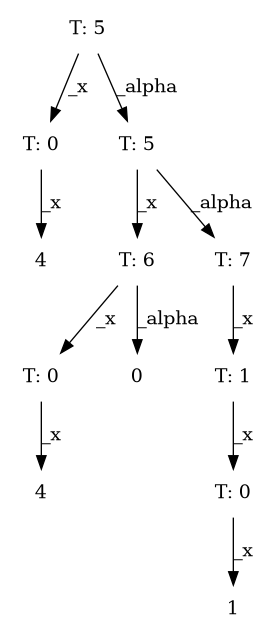 T: 5
_x _alpha
T: 0 T: 5
_x _x _alpha
4 T: 6 T: 7
_x _alpha _x
T: 0 0 T: 1
_x _x
4 T: 0
_x
1